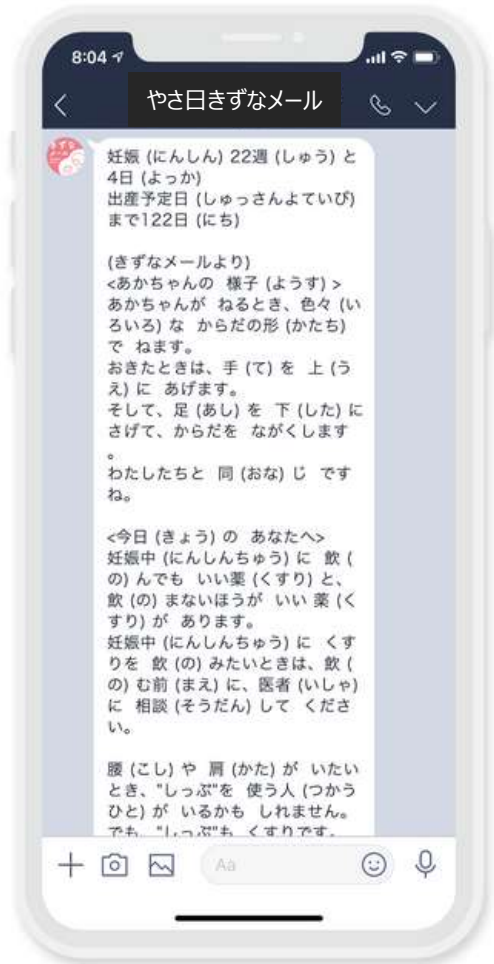 8:04
やさ日きずなメール
妊娠 (にんしん) 22週 (しゅう) と
4日 (よっか)
出産予定日 (しゅっさんよていび)
まで122日 (にち)
(きずなメールより)
<あかちゃんの 様子 (ようす) >
あかちゃんが ねるとき、色々 (い
ろいろ) な からだの形 (かたち)
で ねます。
おきたときは、手 (て) を 上 (う
え) に あげます。
そして、足 (あし) を 下 (した) に
さげて、からだを ながくします
。
わたしたちと 同 (おな) じ です
ね。
<今日 (きょう) の あなたへ>
妊娠中 (にんしんちゅう) に 飲 (
の) んでも いい薬 (くすり) と、
飲 (の) まないほうが いい 薬 (く
すり) が あります。
妊娠中 (にんしんちゅう) に くす
りを 飲 (の) みたいときは、飲 (
の) む前 (まえ) に、医者 (いしゃ)
に 相談 (そうだん) して くださ
い。
腰 (こし) や 肩 (かた) が いたい
とき、"しっぷ"を 使う人 (つかう
ひと) が いるかも しれません。
でも、"しっぷ"も くすりです。
Aa